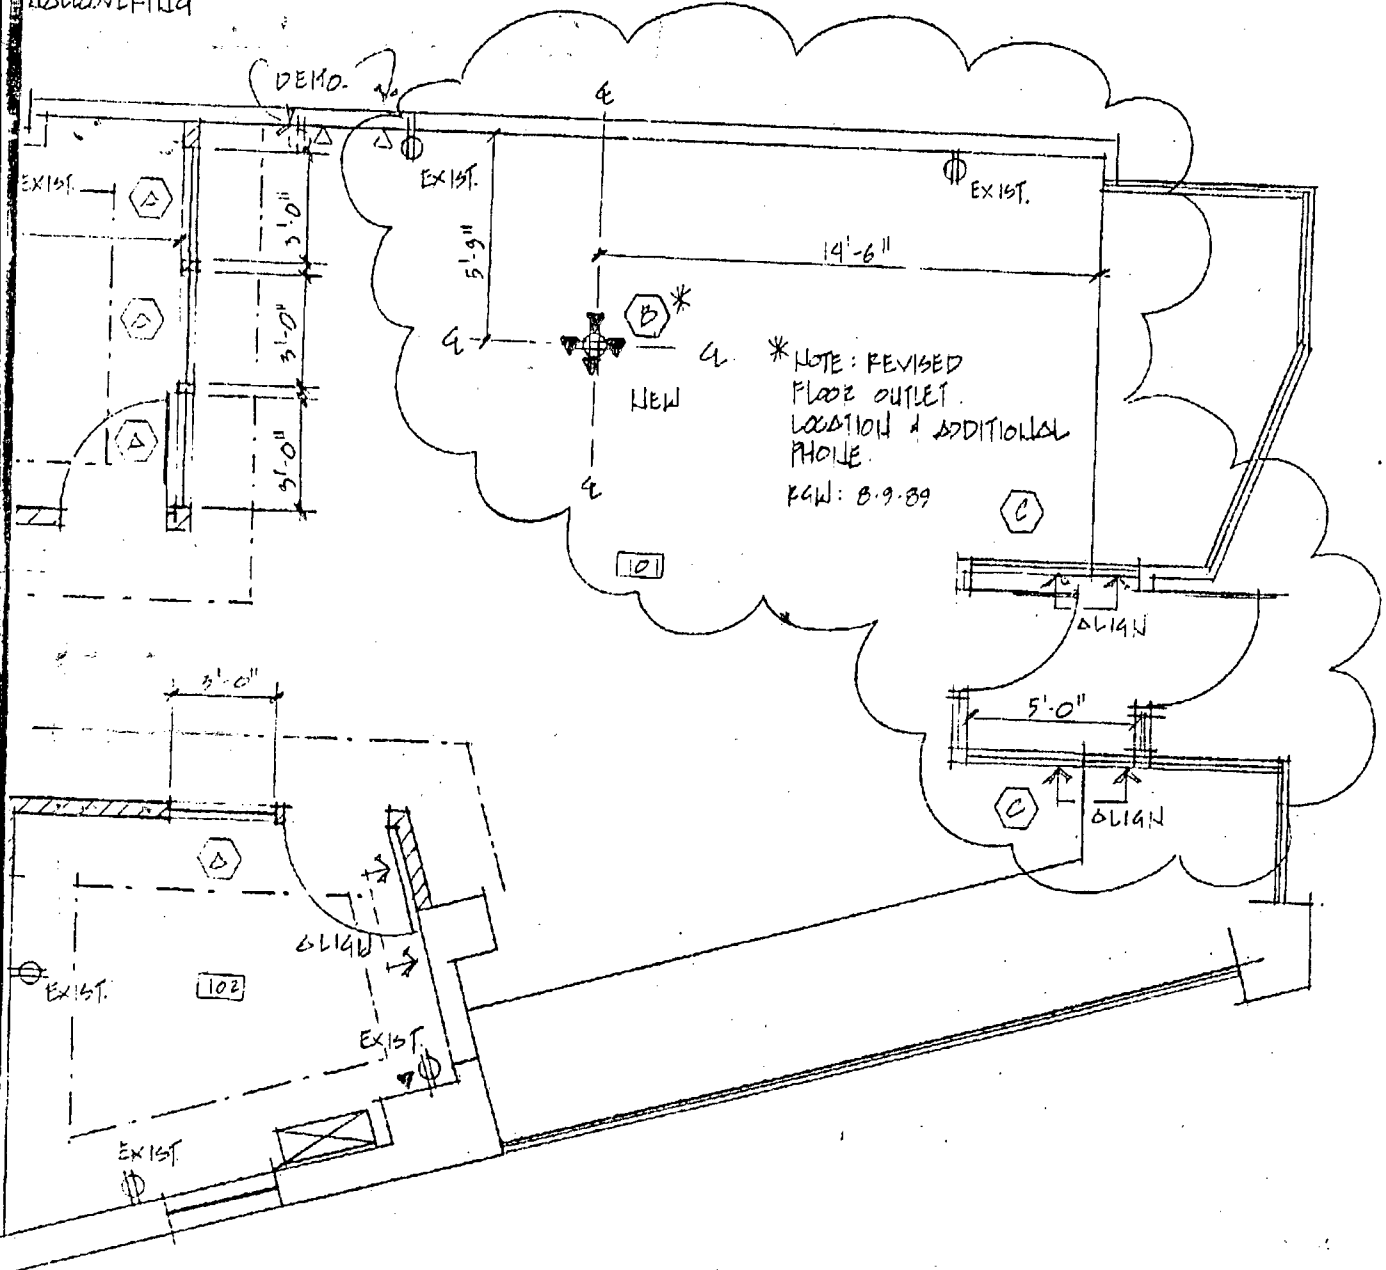 DEMO.
EXIST.
EXIST.
EXIST.
A
3'-0"
5'-9"
14'-6"
B *
A
3'-0"
℄
℄
℄
℄
NEW
* NOTE: REVISED
FLOOR OUTLET
LOCATION & ADDITIONAL
PHONE.
RGW: 8-9-89
A
3'-0"
C
101
ALIGN
3'-0"
5'-0"
C
ALIGN
A
ALIGN
EXIST.
102
EXIST.
EXIST.